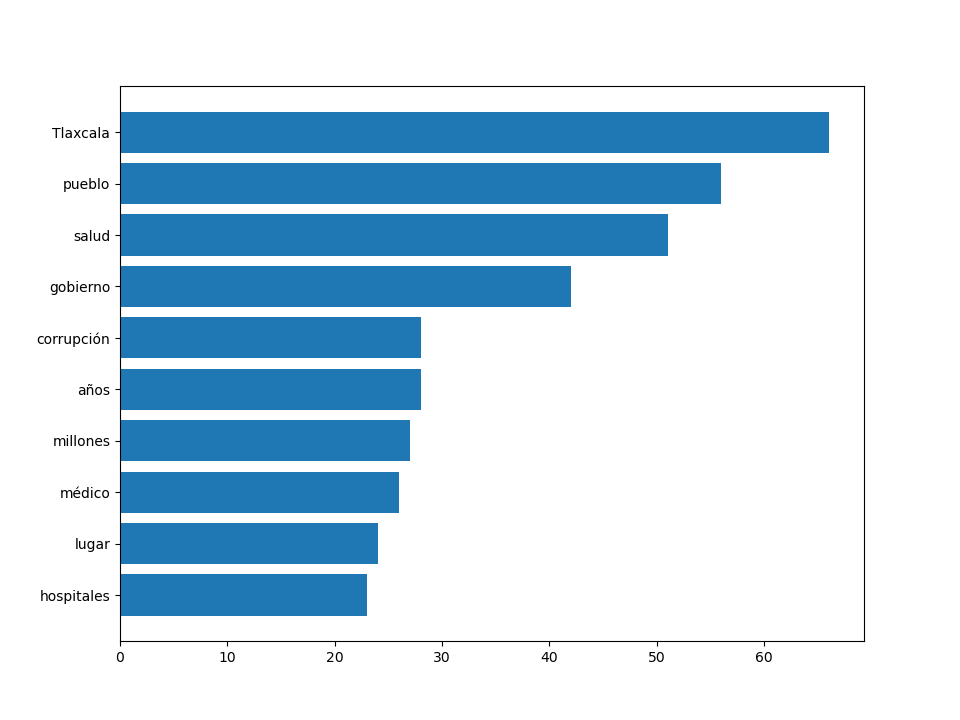 Tlaxcala
pueblo
salud
gobierno
corrupción
años
millones
médico
lugar
hospitales
0 10 20 30 40 50 60